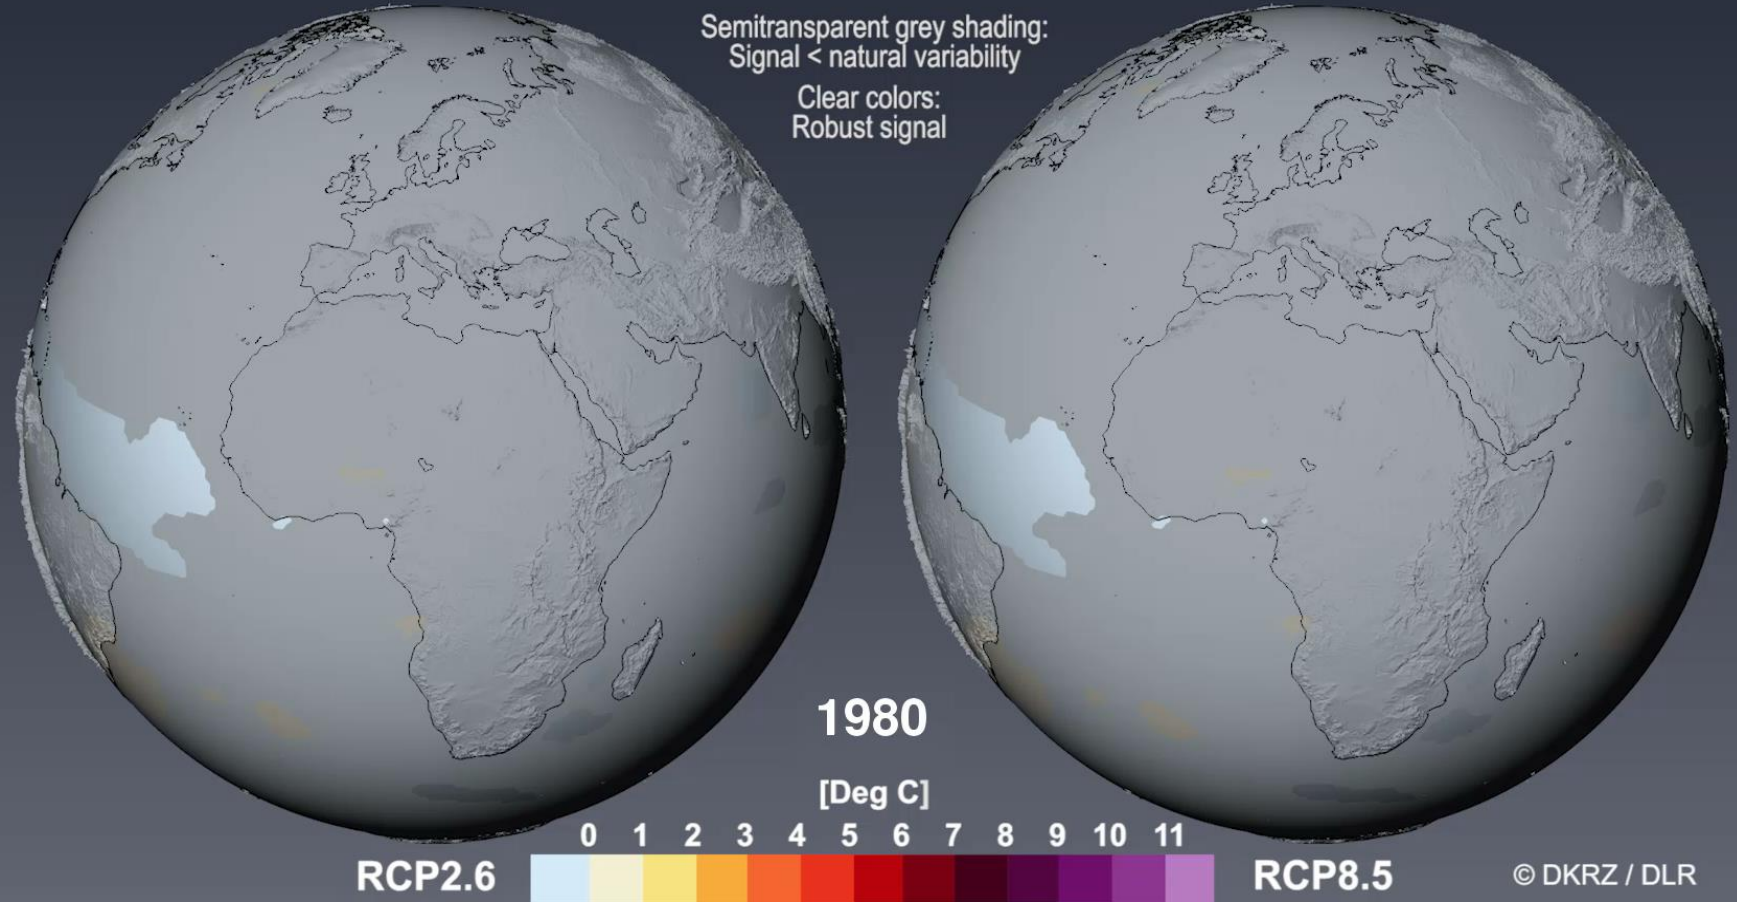 Semitransparent grey shading:
Signal < natural variability
Clear colors:
Robust signal
1980
[Deg C]
0 1 2 3 4 5 6 7 8 9 10 11
RCP2.6
RCP8.5
© DKRZ / DLR